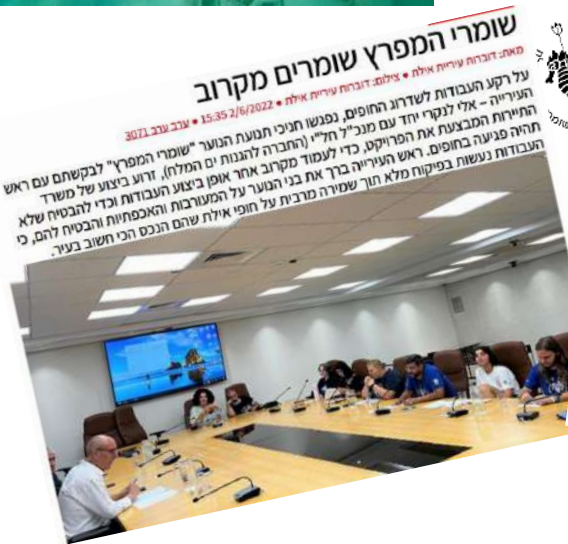 שומרי המפרץ שומרים מקרוב
מאת: דוברות עיריית אילת • צילום: דוברות עיריית אילת • 2/6/2022 15:35 • ערב ערב 3071
על רקע העבודות לשדרוג החופים, נפגשו חניכי תנועת הנוער "שומרי המפרץ" לבקשתם עם ראש
העירייה – אלי לנקרי יחד עם מנכ"ל חל"י (החברה להגנות ים המלח), זרוע ביצוע של משרד
התיירות המבצעת את הפרויקט, כדי לעמוד מקרוב אחר אופן ביצוע העבודות וכדי להבטיח שלא
תהיה פגיעה בחופים. ראש העירייה ברך את בני הנוער על המעורבות והאכפתיות והבטיח להם, כי
העבודות נעשות בפיקוח מלא תוך שמירה מרבית על חופי אילת שהם הנכס הכי חשוב בעיר.